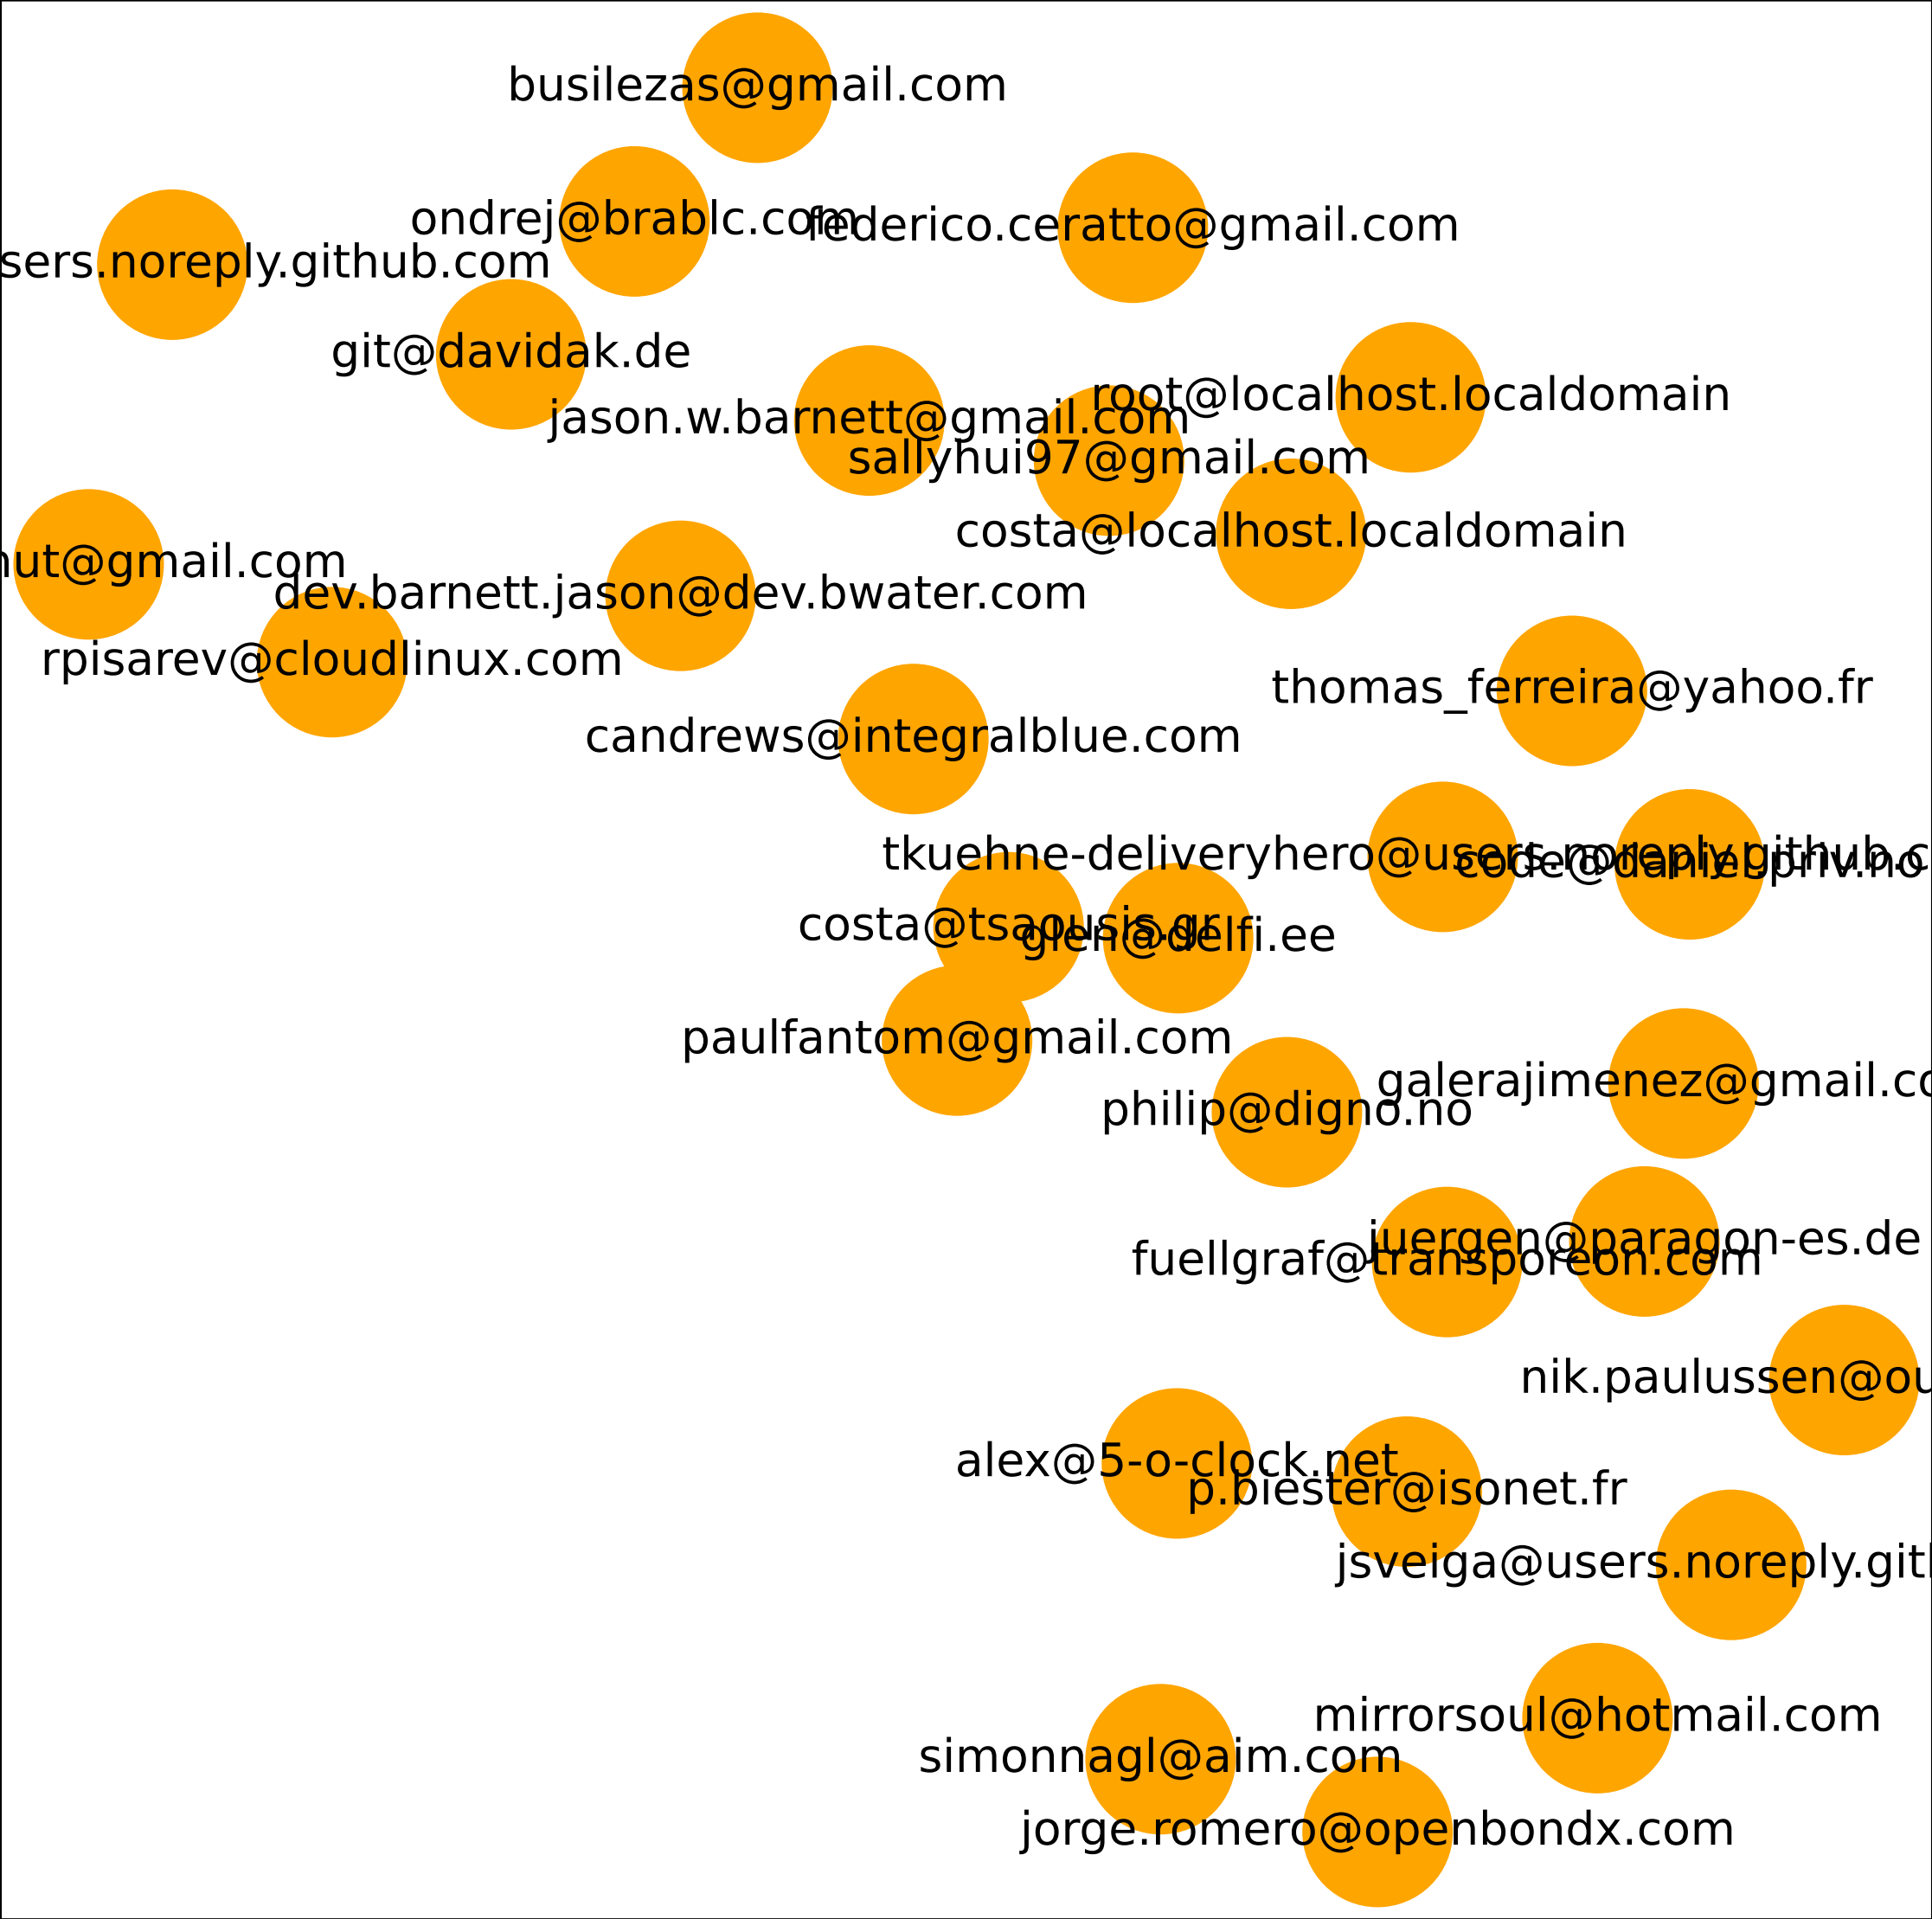 busilezas@gmail.com
ondrej@brablc.com
federico.ceratto@gmail.com
sers.noreply.github.com
git@davidak.de
root@localhost.localdomain
jason.w.barnett@gmail.com
sallyhui97@gmail.com
costa@localhost.localdomain
nut@gmail.com
dev.barnett.jason@dev.bwater.com
rpisarev@cloudlinux.com
thomas_ferreira@yahoo.fr
candrews@integralblue.com
tkuehne-deliveryhero@users.noreply.github.c
code@daniel.priv.no
costa@tsaousis.gr
glen@delfi.ee
paulfantom@gmail.com
galerajimenez@gmail.co
philip@digno.no
juergen@paragon-es.de
fuellgraf@transporeon.com
nik.paulussen@ou
alex@5-o-clock.net
p.biester@isonet.fr
jsveiga@users.noreply.gith
mirrorsoul@hotmail.com
simonnagl@aim.com
jorge.romero@openbondx.com